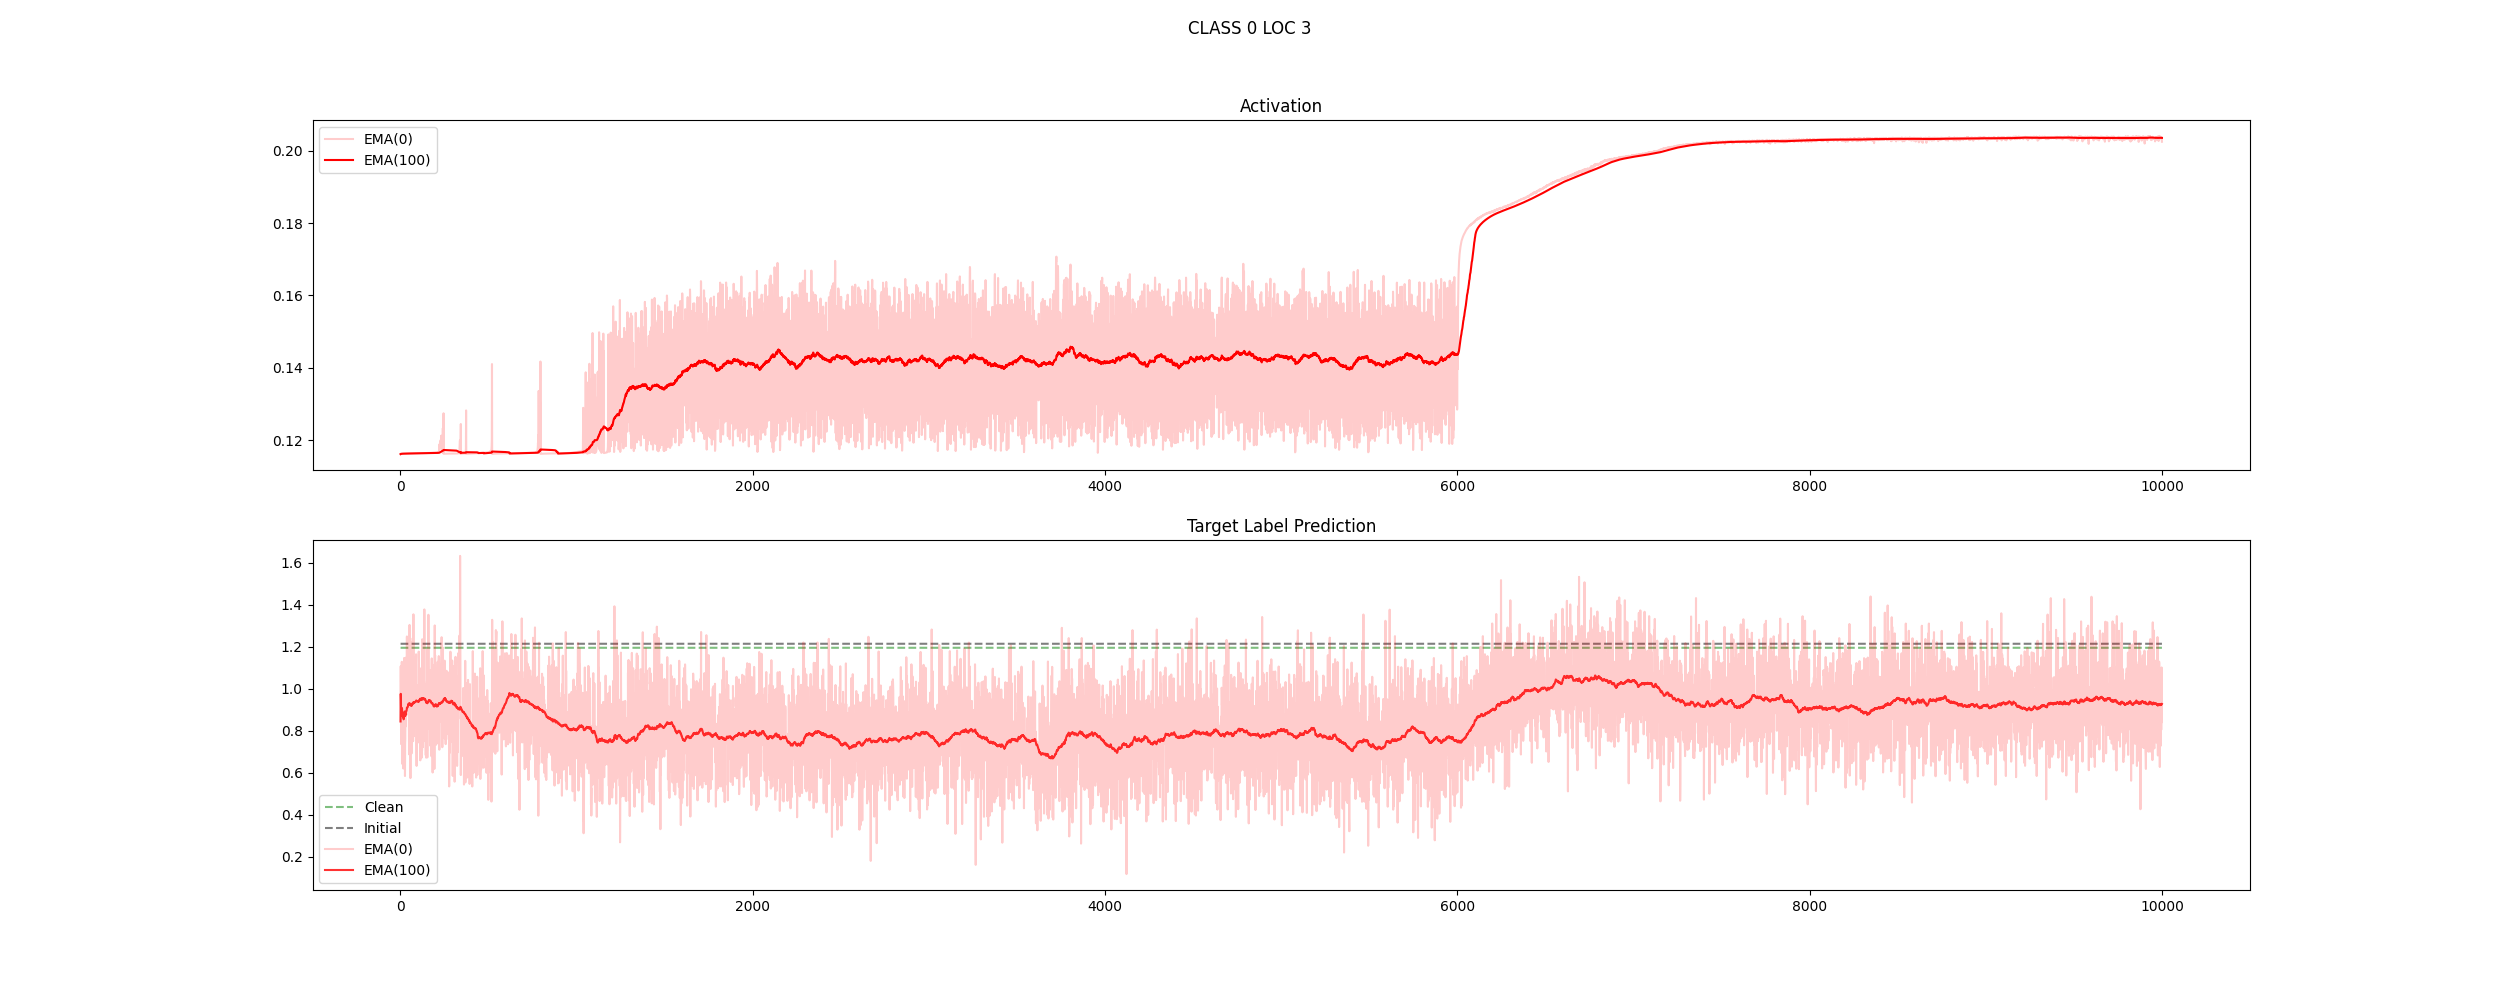 CLASS 0 LOC 3
Activation
EMA(0)
EMA(100)
0.20
0.18
0.16
0.14
0.12
0 2000 4000 6000 8000 10000
Target Label Prediction
1.6
1.4
1.2
1.0
0.8
0.6
0.4
0.2
Clean
Initial
EMA(0)
EMA(100)
0 2000 4000 6000 8000 10000